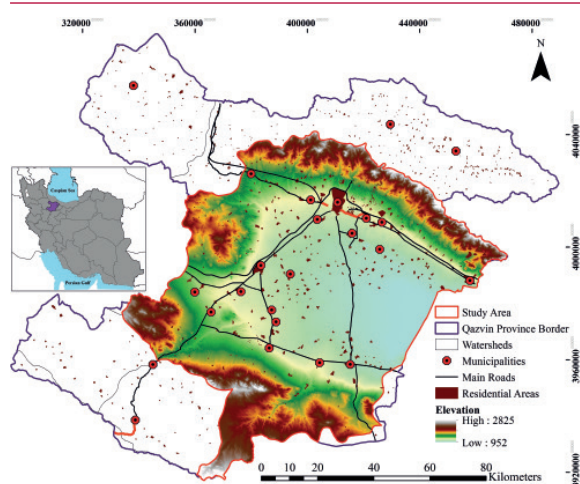 320000 360000 400000 440000 480000
N
4040000
Caspian Sea
4000000
Persian Gulf
Study Area
Qazvin Province Border
Watersheds
Municipalities
3960000
Main Roads
Residential Areas
Elevation
High : 2825
Low : 952
0 10 20 40 60 80
Kilometers
3920000